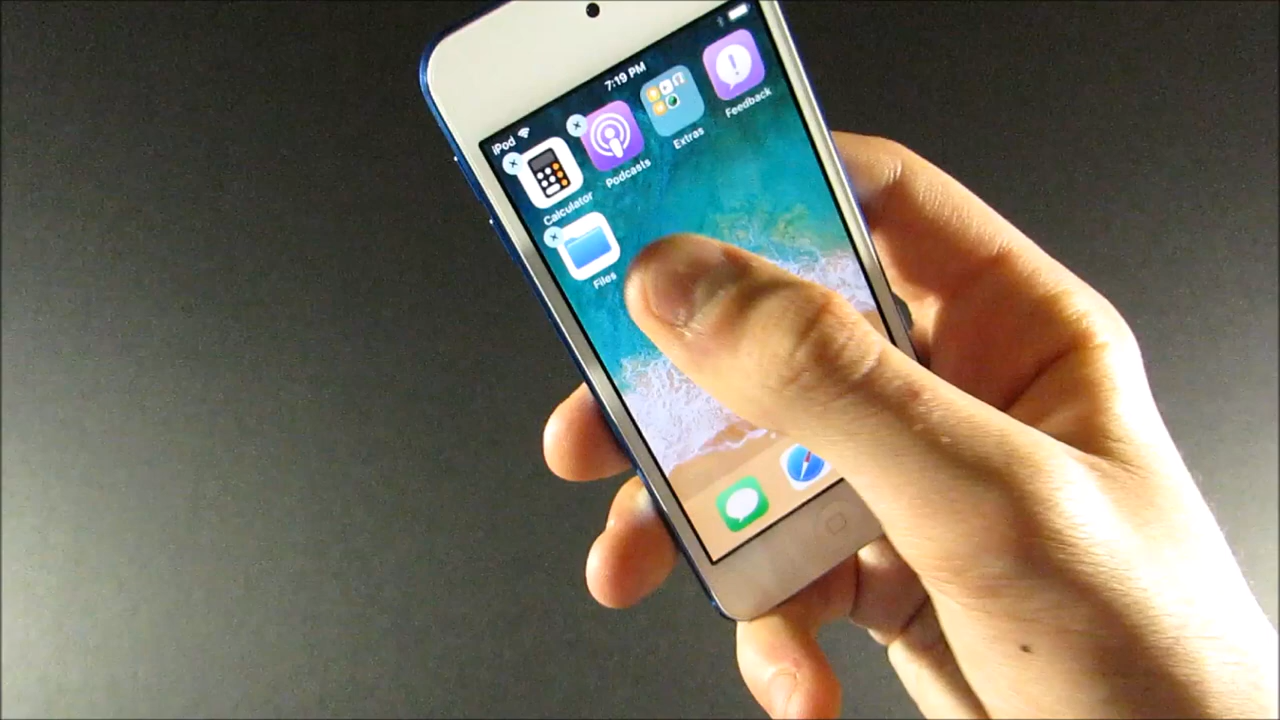 iPod 7:19 PM
Calculator
Podcasts
Extras
Feedback
Files